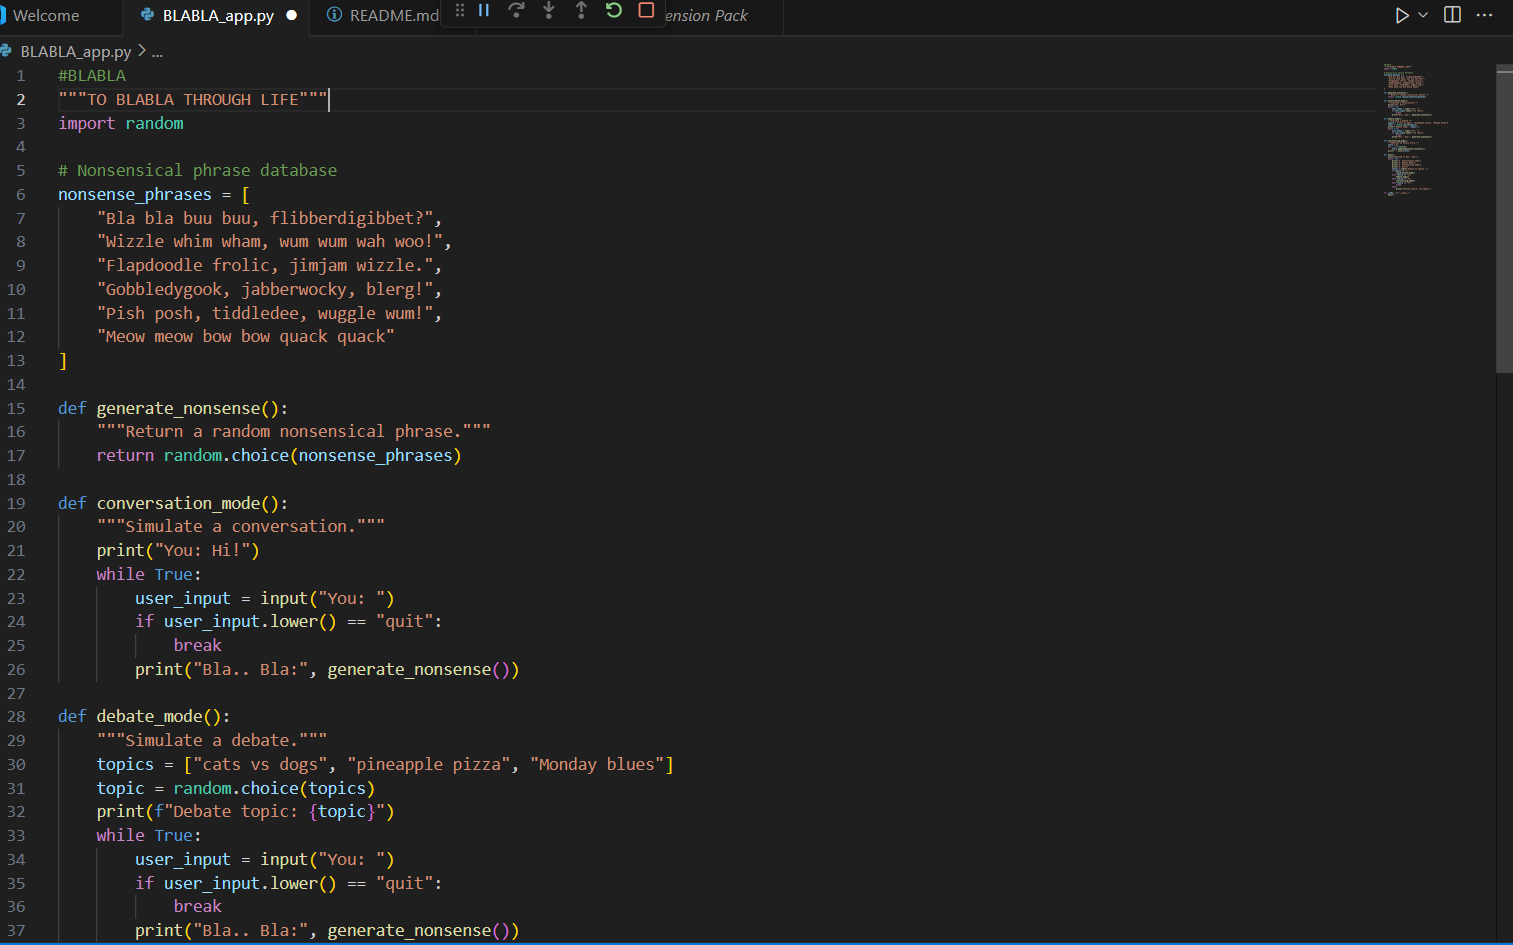 Welcome
BLABLA_app.py
README.md
ension Pack
BLABLA_app.py > ...
1 #BLABLA
2 """TO BLABLA THROUGH LIFE"""
3 import random
4
5 # Nonsensical phrase database
6 nonsense_phrases = [
7 "Bla bla buu buu, flibberdigibbet?",
8 "Wizzle whim wham, wum wum wah woo!",
9 "Flapdoodle frolic, jimjam wizzle.",
10 "Gobbledygook, jabberwocky, blerg!",
11 "Pish posh, tiddledee, wuggle wum!",
12 "Meow meow bow bow quack quack"
13 ]
14
15 def generate_nonsense():
16 """Return a random nonsensical phrase."""
17 return random.choice(nonsense_phrases)
18
19 def conversation_mode():
20 """Simulate a conversation."""
21 print("You: Hi!")
22 while True:
23 user_input = input("You: ")
24 if user_input.lower() == "quit":
25 break
26 print("Bla.. Bla:", generate_nonsense())
27
28 def debate_mode():
29 """Simulate a debate."""
30 topics = ["cats vs dogs", "pineapple pizza", "Monday blues"]
31 topic = random.choice(topics)
32 print(f"Debate topic: {topic}")
33 while True:
34 user_input = input("You: ")
35 if user_input.lower() == "quit":
36 break
37 print("Bla.. Bla:", generate_nonsense())